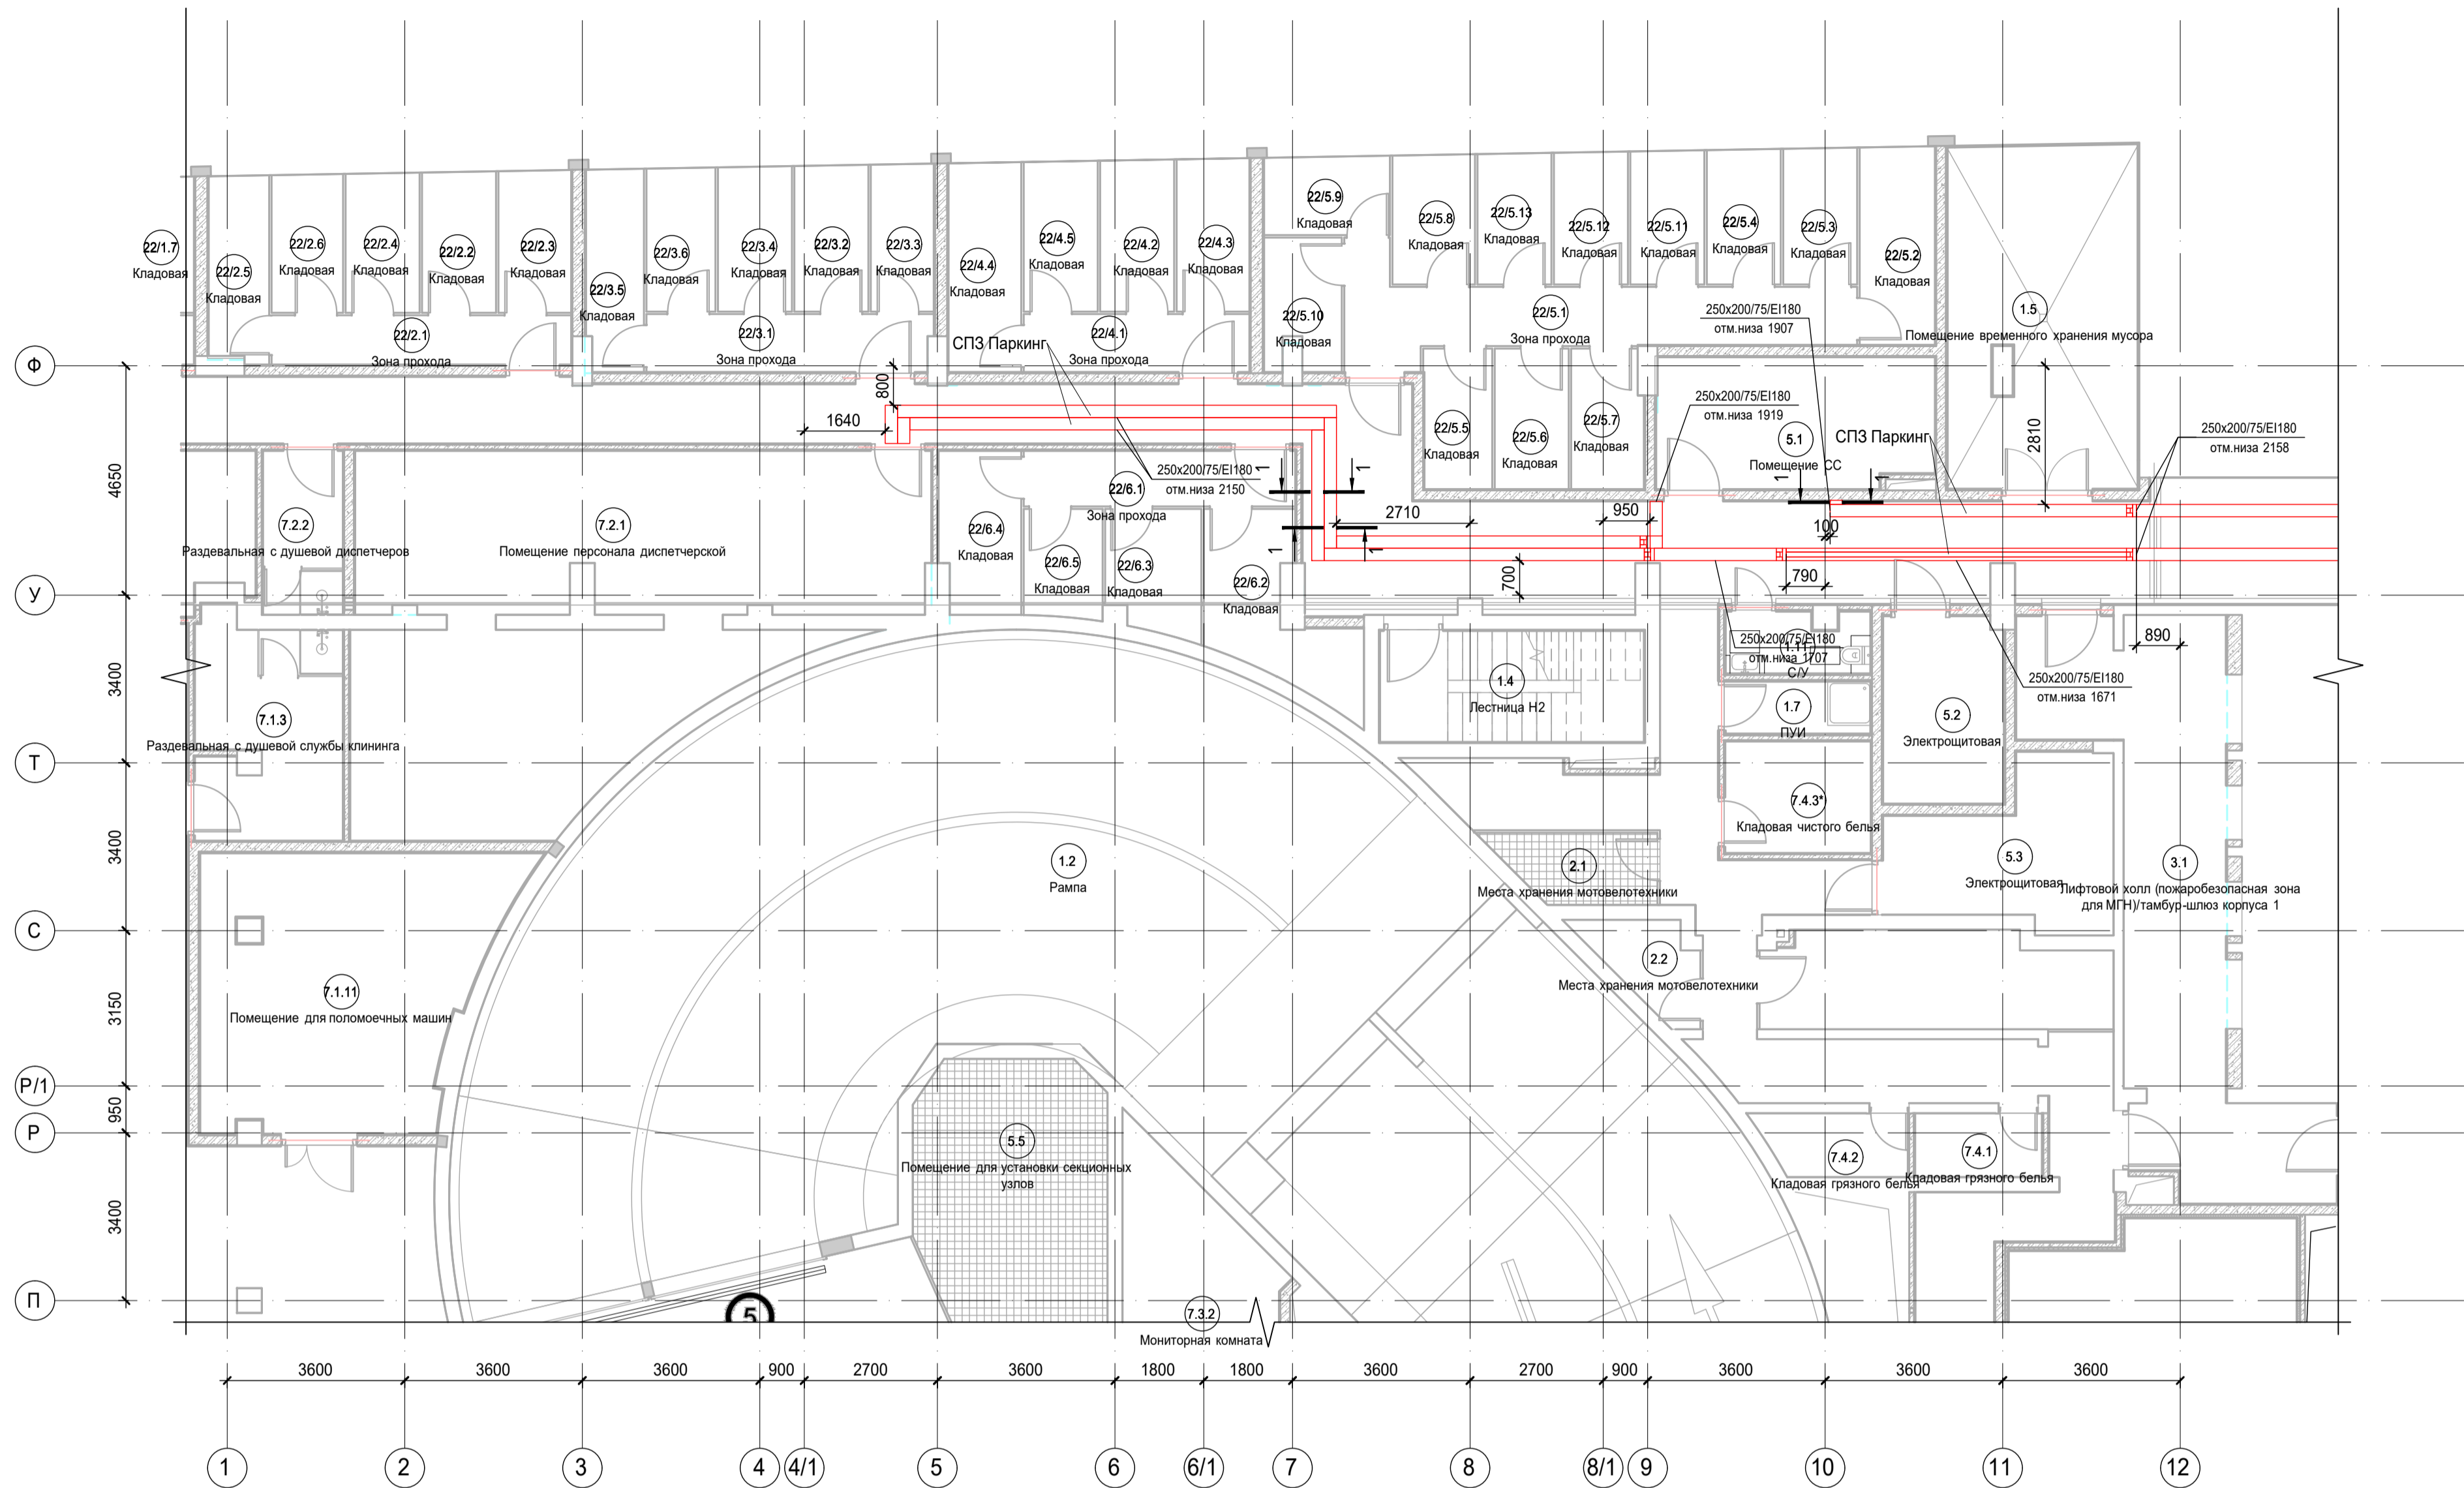 22/1.7
Кладовая
22/2.5
Кладовая
22/2.6
Кладовая
22/2.4
Кладовая
22/2.2
Кладовая
22/2.3
Кладовая
22/2.1
Зона прохода
22/3.5
Кладовая
22/3.6
Кладовая
22/3.4
Кладовая
22/3.2
Кладовая
22/3.3
Кладовая
22/3.1
Зона прохода
22/4.4
Кладовая
22/4.5
Кладовая
22/4.2
Кладовая
22/4.3
Кладовая
22/4.1
Зона прохода
22/5.9
Кладовая
22/5.10
Кладовая
22/5.8
Кладовая
22/5.13
Кладовая
22/5.12
Кладовая
22/5.11
Кладовая
22/5.4
Кладовая
22/5.3
Кладовая
22/5.2
Кладовая
22/5.1
Зона прохода
250x200/75/EI180
отм.низа 1907
1.5
Помещение временного хранения мусора
Ф
СПЗ Паркинг
800
1640
250x200/75/EI180
отм.низа 2150
22/5.5
Кладовая
22/5.6
Кладовая
22/5.7
Кладовая
250x200/75/EI180
отм.низа 1919
5.1
Помещение СС
СПЗ Паркинг
2810
250x200/75/EI180
отм.низа 2158
4650
1
1
1
1
1
1
2710
950
100
790
700
890
7.2.2
Раздевальная с душевой диспетчеров
7.2.1
Помещение персонала диспетчерской
22/6.1
Зона прохода
22/6.4
Кладовая
22/6.5
Кладовая
22/6.3
Кладовая
22/6.2
Кладовая
У
250x200/75/EI180
отм.низа 1707
1.11
С/У
250x200/75/EI180
отм.низа 1671
3400
7.1.3
Раздевальная с душевой службы клининга
1.4
Лестница Н2
1.7
ПУИ
5.2
Электрощитовая
Т
3400
7.4.3*
Кладовая чистого белья
1.2
Рампа
2.1
Места хранения мотовелотехники
5.3
Электрощитовая
3.1
Лифтовой холл (пожаробезопасная зона
для МГН)/тамбур-шлюз корпуса 1
С
2.2
Места хранения мотовелотехники
3150
7.1.11
Помещение для поломоечных машин
Р/1
950
Р
5.5
Помещение для установки секционных
узлов
7.4.2
Кладовая грязного белья
7.4.1
Кладовая грязного белья
3400
П
5
7.3.2
Мониторная комната
3600
3600
3600
900
2700
3600
1800
1800
3600
2700
900
3600
3600
3600
1
2
3
4
4/1
5
6
6/1
7
8
8/1
9
10
11
12